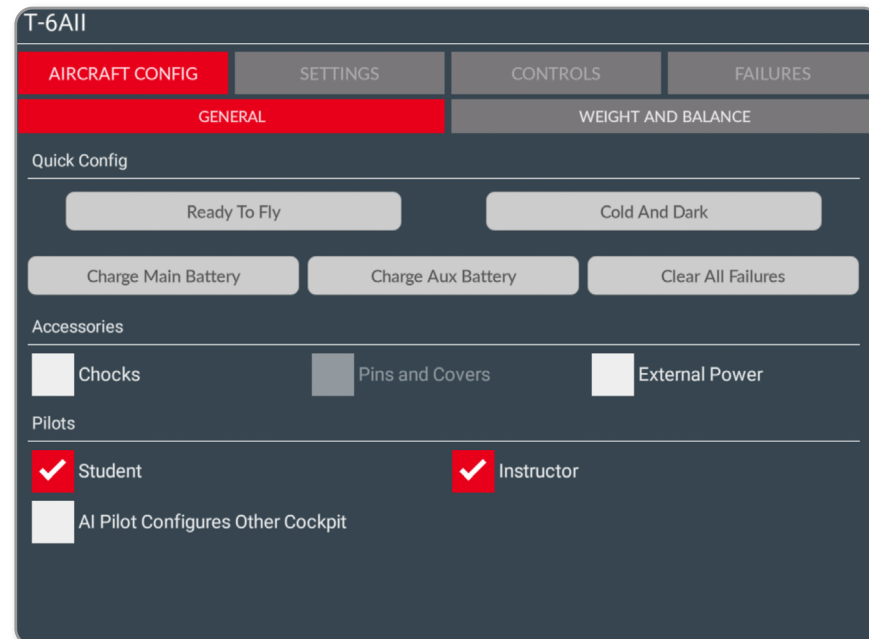 T-6AII
AIRCRAFT CONFIG SETTINGS CONTROLS FAILURES
GENERAL WEIGHT AND BALANCE
Quick Config
Ready To Fly Cold And Dark
Charge Main Battery Charge Aux Battery Clear All Failures
Accessories
Chocks Pins and Covers External Power
Pilots
Student Instructor
AI Pilot Configures Other Cockpit